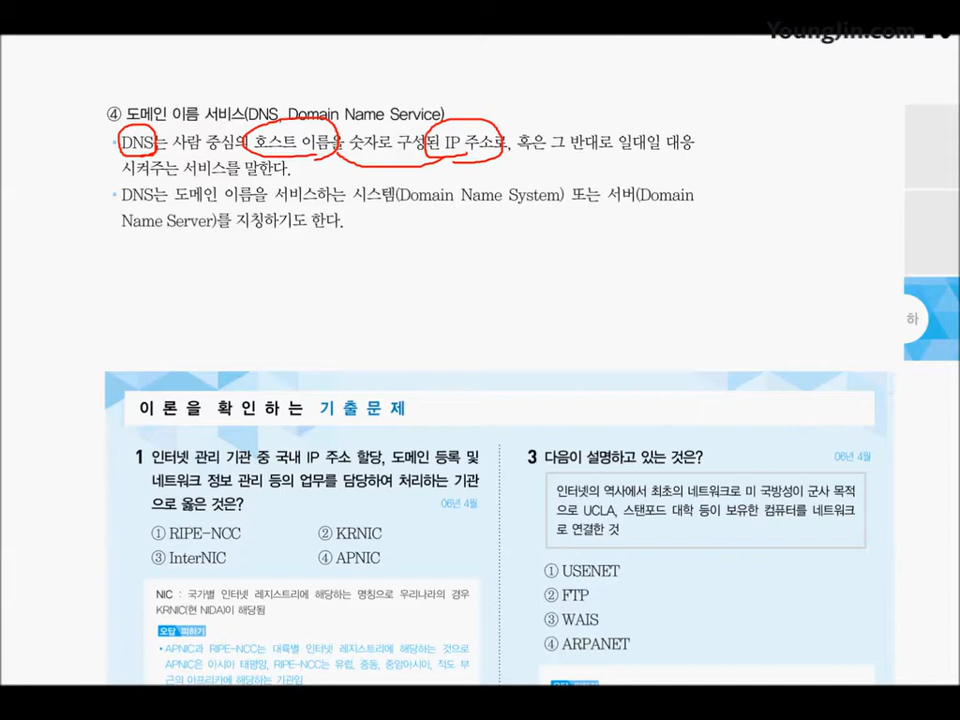 YoungJin.com
④ 도메인 이름 서비스(DNS, Domain Name Service)
• DNS는 사람 중심의 호스트 이름을 숫자로 구성된 IP 주소로, 혹은 그 반대로 일대일 대응
시켜주는 서비스를 말한다.
• DNS는 도메인 이름을 서비스하는 시스템(Domain Name System) 또는 서버(Domain
Name Server)를 지칭하기도 한다.
하
이론을 확인하는 기출문제
1 인터넷 관리 기관 중 국내 IP 주소 할당, 도메인 등록 및
네트워크 정보 관리 등의 업무를 담당하여 처리하는 기관
으로 옳은 것은? 06년 4월
① RIPE-NCC ② KRNIC
③ InterNIC ④ APNIC
NIC : 국가별 인터넷 레지스트리에 해당하는 명칭으로 우리나라의 경우
KRNIC(현 NIDA)이 해당됨
오답 피하기
• APNIC과 RIPE-NCC는 대륙별 인터넷 레지스트리에 해당하는 것으로
APNIC은 아시아 태평양, RIPE-NCC는 유럽, 중동, 중앙아시아, 적도 부
근의 아프리카에 해당하는 기관임
3 다음이 설명하고 있는 것은? 06년 4월
인터넷의 역사에서 최초의 네트워크로 미 국방성이 군사 목적
으로 UCLA, 스탠포드 대학 등이 보유한 컴퓨터를 네트워크
로 연결한 것
① USENET
② FTP
③ WAIS
④ ARPANET